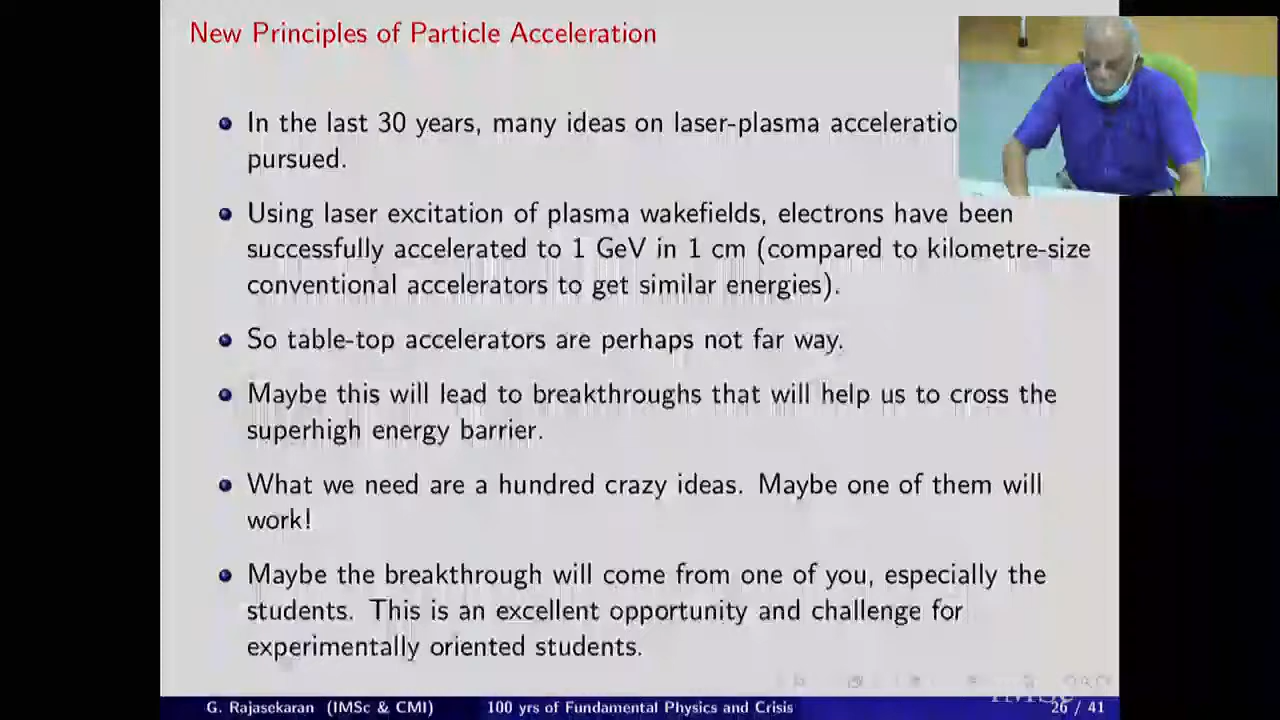 New Principles of Particle Acceleration
In the last 30 years, many ideas on laser-plasma acceleratio
pursued.
Using laser excitation of plasma wakefields, electrons have been
successfully accelerated to 1 GeV in 1 cm (compared to kilometre-size
conventional accelerators to get similar energies).
So table-top accelerators are perhaps not far way.
Maybe this will lead to breakthroughs that will help us to cross the
superhigh energy barrier.
What we need are a hundred crazy ideas. Maybe one of them will
work!
Maybe the breakthrough will come from one of you, especially the
students. This is an excellent opportunity and challenge for
experimentally oriented students.
G. Rajasekaran (IMSc & CMI) 100 yrs of Fundamental Physics and Crisis 26 / 41